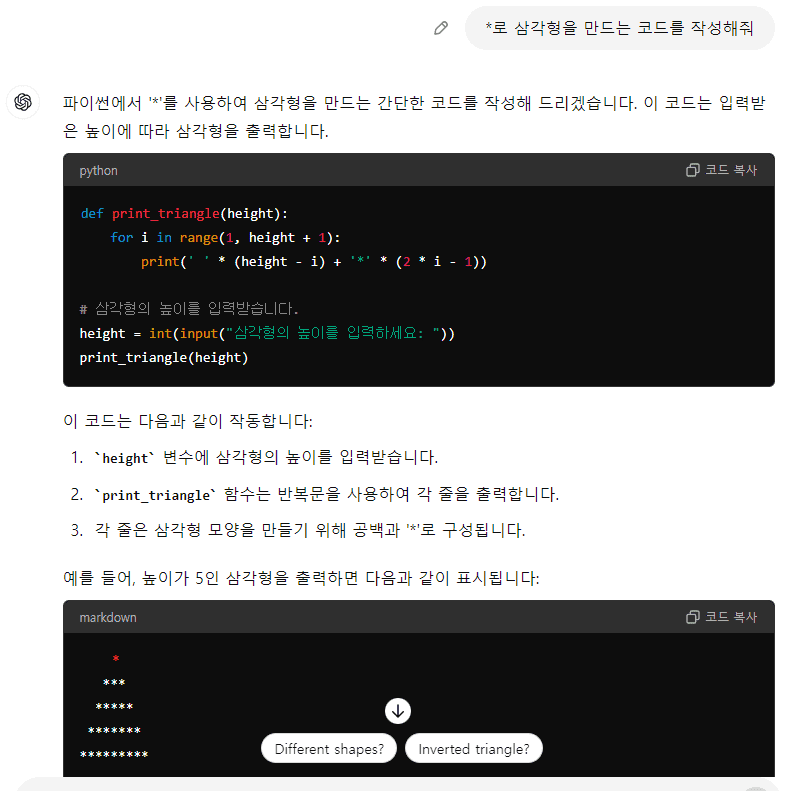 *로 삼각형을 만드는 코드를 작성해줘
파이썬에서 '*'를 사용하여 삼각형을 만드는 간단한 코드를 작성해 드리겠습니다. 이 코드는 입력받
은 높이에 따라 삼각형을 출력합니다.
python
코드 복사
def print_triangle(height):
    for i in range(1, height + 1):
        print(' ' * (height - i) + '*' * (2 * i - 1))
# 삼각형의 높이를 입력받습니다.
height = int(input("삼각형의 높이를 입력하세요: "))
print_triangle(height)
이 코드는 다음과 같이 작동합니다:
1. `height` 변수에 삼각형의 높이를 입력받습니다.
2. `print_triangle` 함수는 반복문을 사용하여 각 줄을 출력합니다.
3. 각 줄은 삼각형 모양을 만들기 위해 공백과 '*'로 구성됩니다.
예를 들어, 높이가 5인 삼각형을 출력하면 다음과 같이 표시됩니다:
markdown
코드 복사
    *
   ***
  *****
 *******
*********
Different shapes?
Inverted triangle?